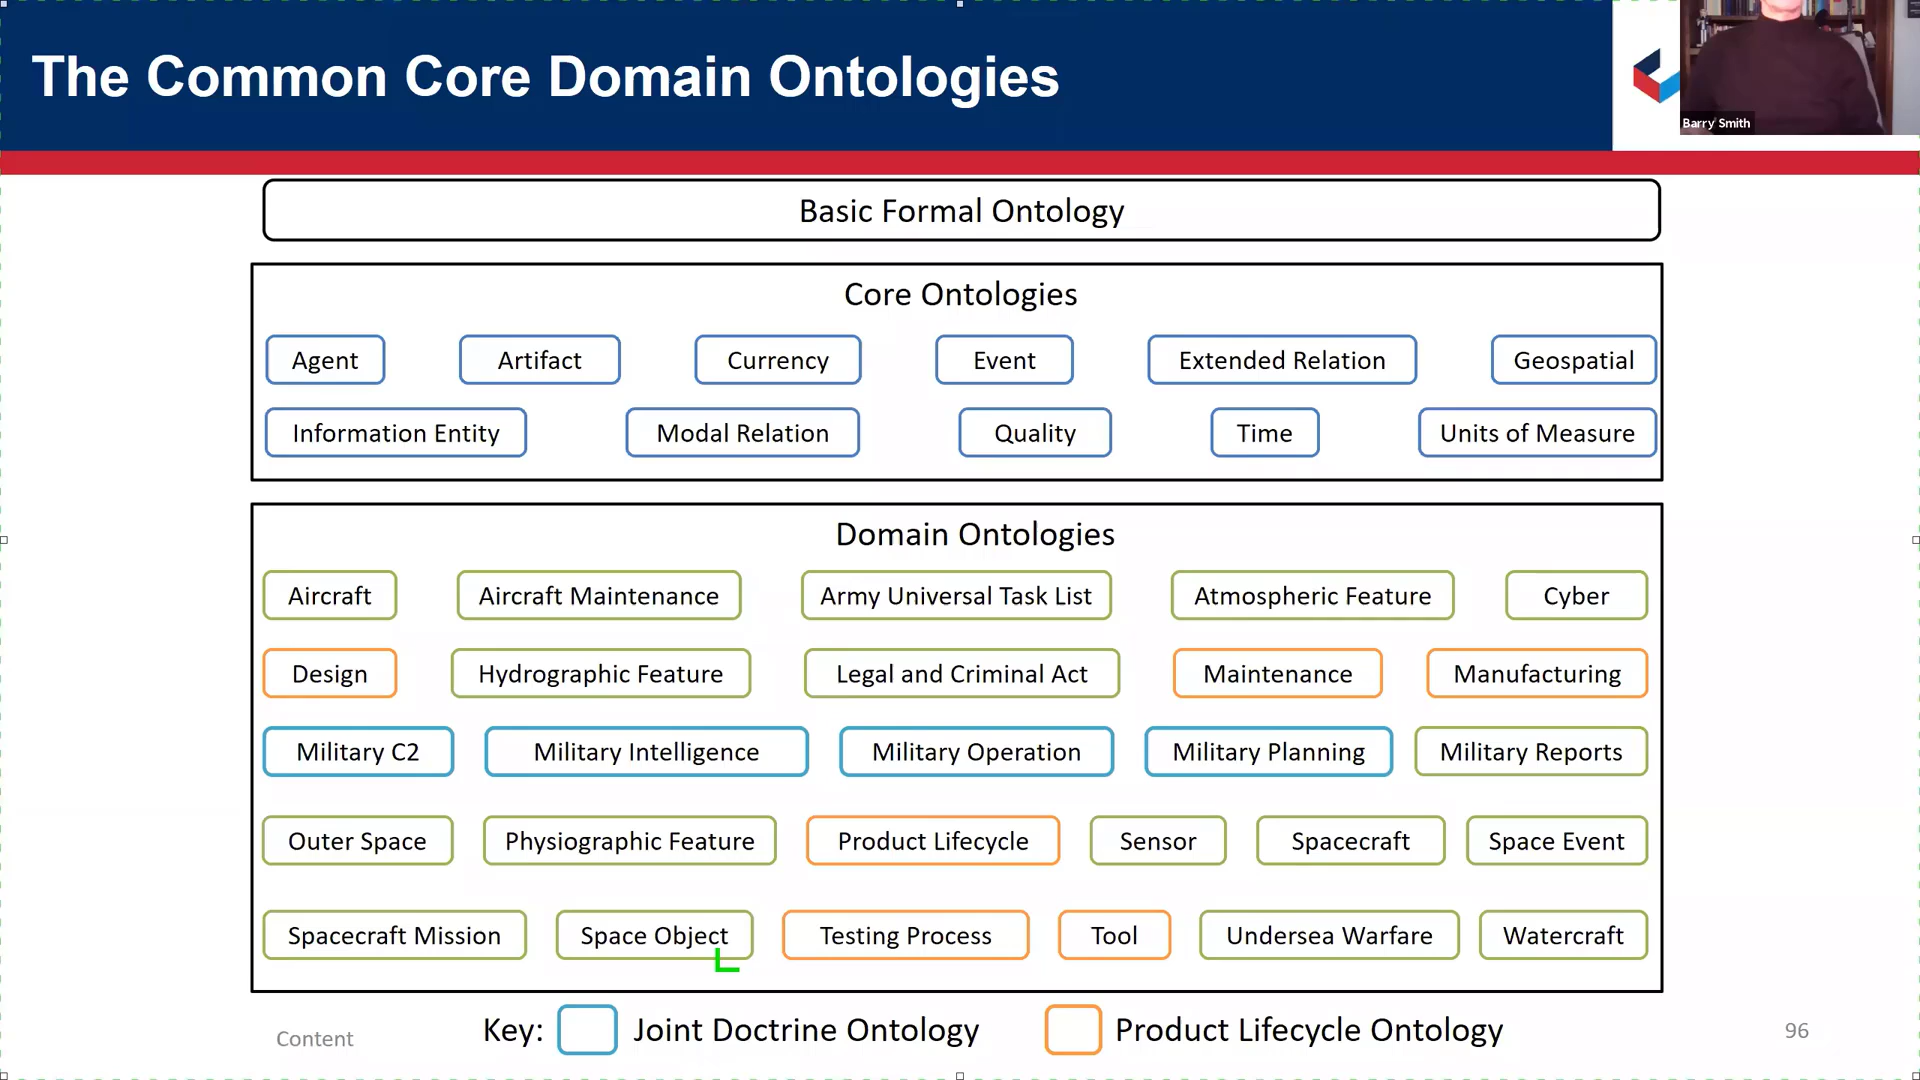 The Common Core Domain Ontologies
Barry Smith
Basic Formal Ontology
Core Ontologies
Agent Artifact Currency Event Extended Relation Geospatial
Information Entity Modal Relation Quality Time Units of Measure
Domain Ontologies
Aircraft Aircraft Maintenance Army Universal Task List Atmospheric Feature Cyber
Design Hydrographic Feature Legal and Criminal Act Maintenance Manufacturing
Military C2 Military Intelligence Military Operation Military Planning Military Reports
Outer Space Physiographic Feature Product Lifecycle Sensor Spacecraft Space Event
Spacecraft Mission Space Object Testing Process Tool Undersea Warfare Watercraft
Content Key: Joint Doctrine Ontology Product Lifecycle Ontology 96